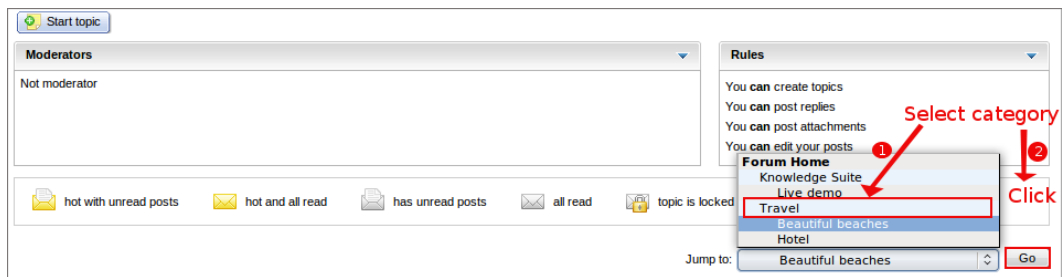 Start topic
Moderators
Not moderator
Rules
You can create topics
You can post replies
You can post attachments
You can edit your posts
Select category
1
2
Click
Forum Home
Knowledge Suite
Live demo
Travel
Beautiful beaches
Hotel
hot with unread posts
hot and all read
has unread posts
all read
topic is locked
Jump to:
Beautiful beaches
Go